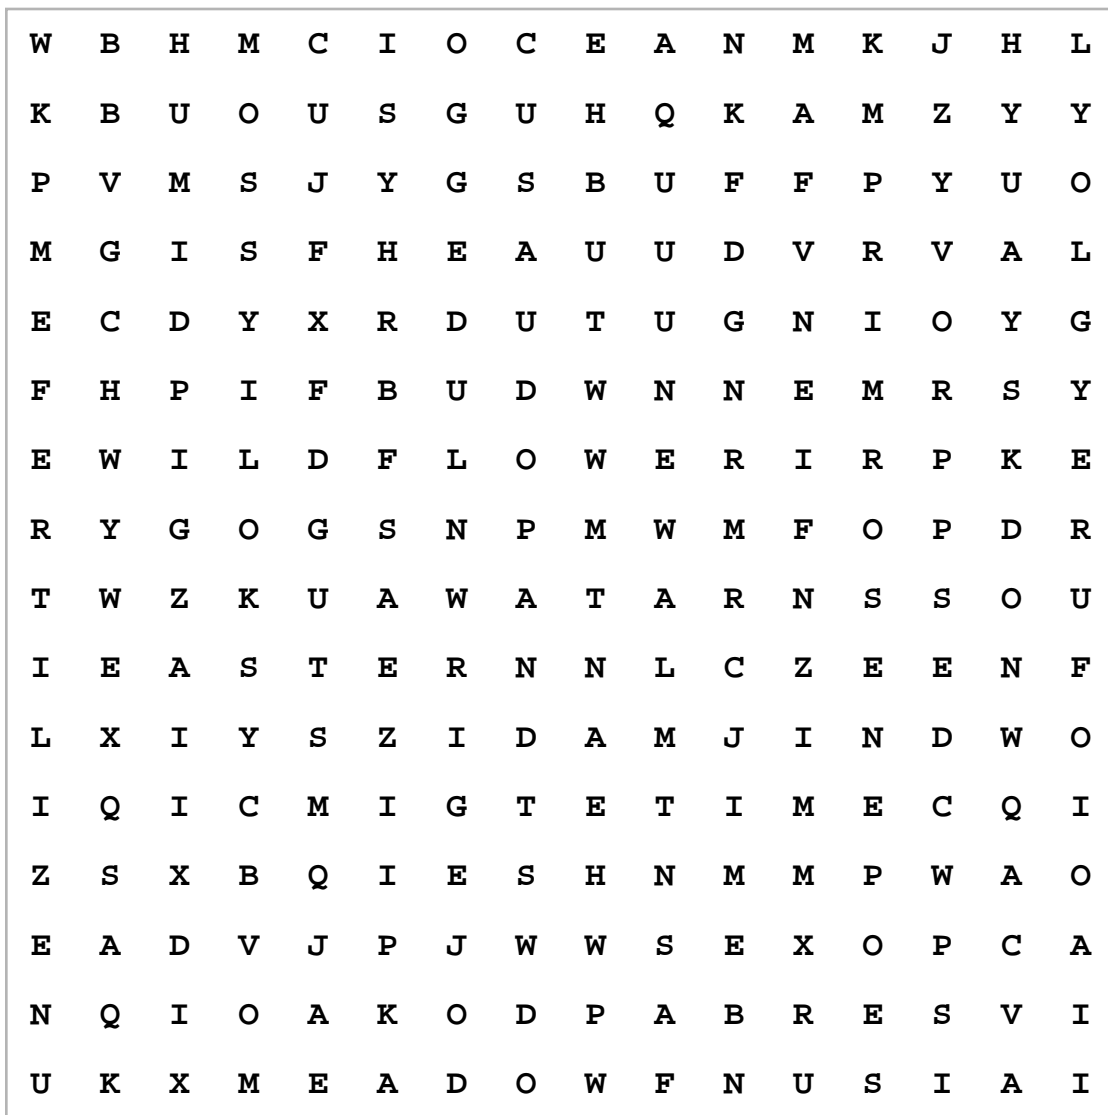 W B H M C I O C E A N M K J H L
K B U O U S G U H Q K A M Z Y Y
P V M S J Y G S B U F F P Y U O
M G I S F H E A U U D V R V A L
E C D Y X R D U T U G N I O Y G
F H P I F B U D W N N E M R S Y
E W I L D F L O W E R I R P K E
R Y G O G S N P M W M F O P D R
T W Z K U A W A T A R N S S O U
I E A S T E R N N L C Z E E N F
L X I Y S Z I D A M J I N D W O
I Q I C M I G T E T I M E C Q I
Z S X B Q I E S H N M M P W A O
E A D V J P J W W S E X O P C A
N Q I O A K O D P A B R E S V I
U K X M E A D O W F N U S I A I